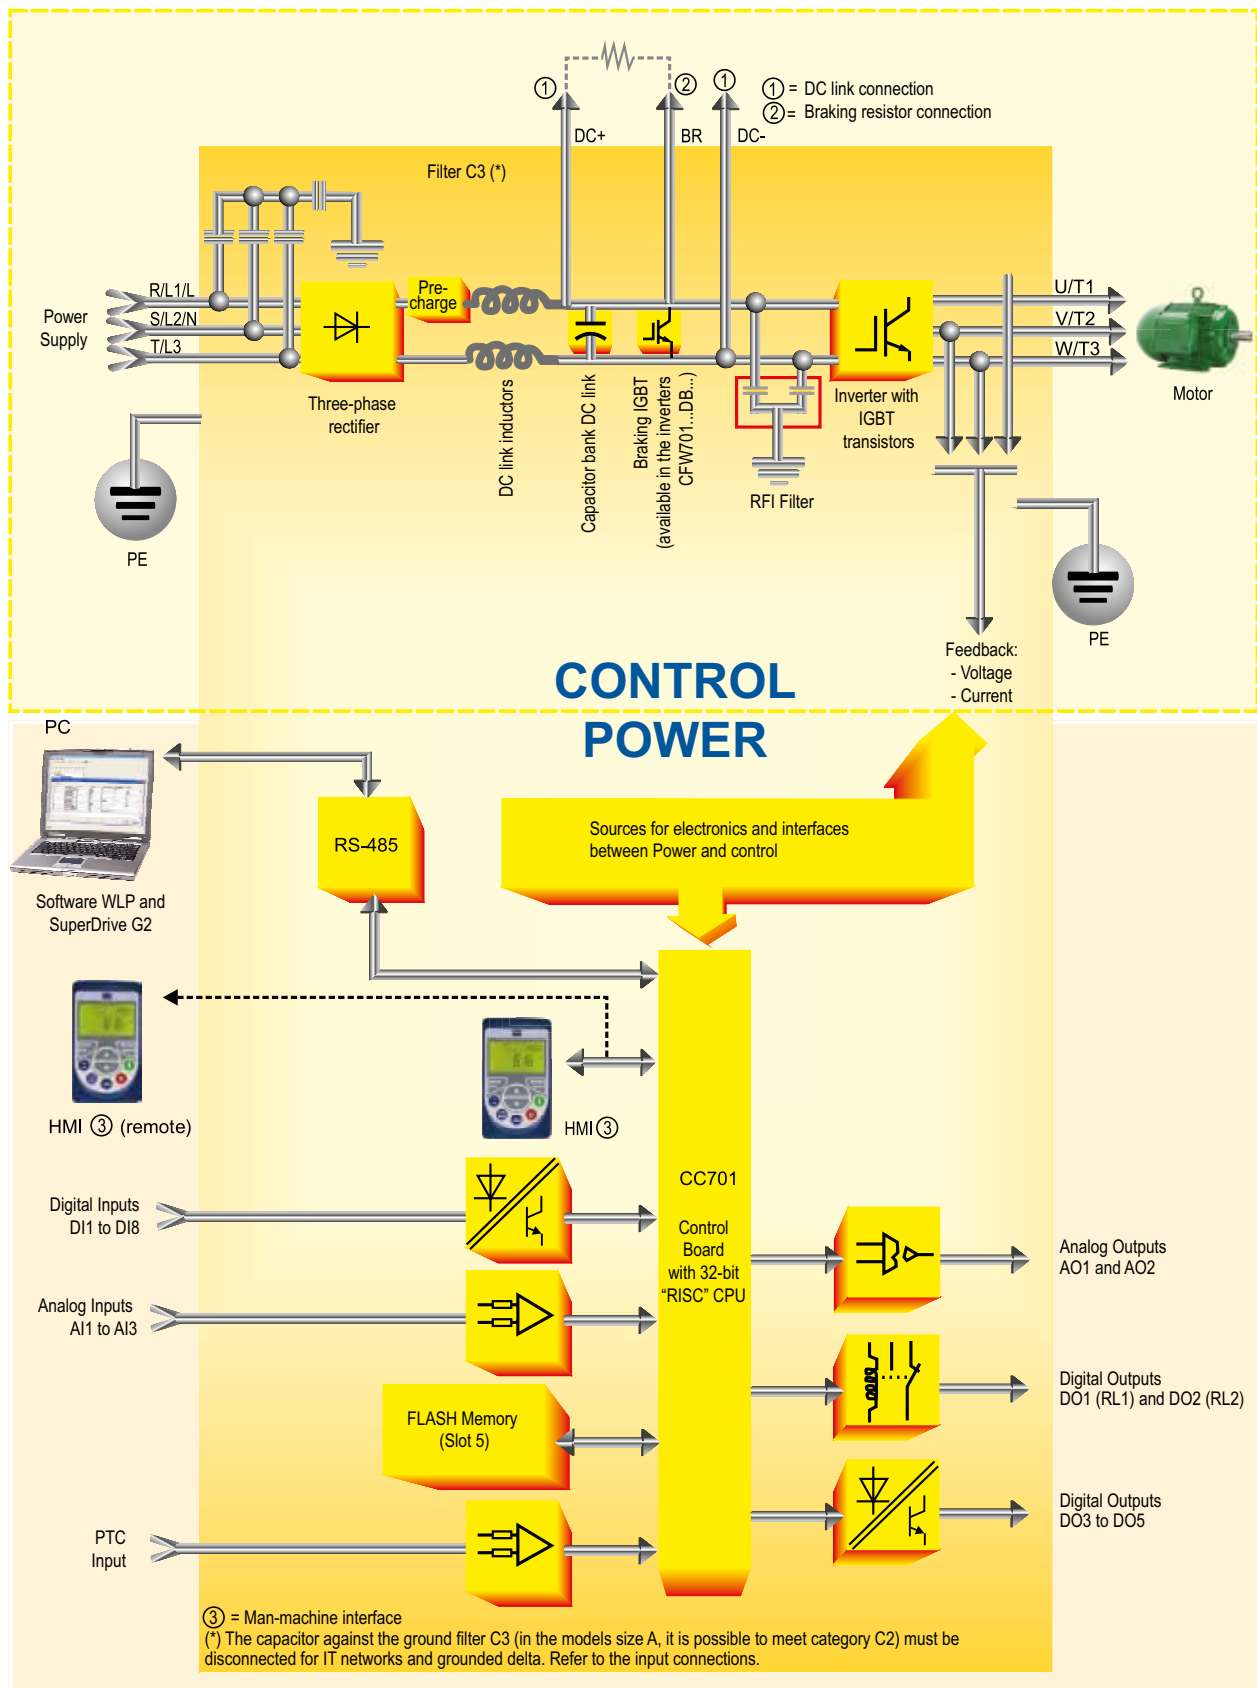 ① = DC link connection
② = Braking resistor connection
①
②
①
DC+
BR
DC-
Filter C3 (*)
Power
Supply
R/L1/L
S/L2/N
T/L3
Pre-
charge
U/T1
V/T2
W/T3
Motor
Three-phase
rectifier
DC link inductors
Capacitor bank DC link
Braking IGBT
(available in the inverters
CFW701...DB...)
Inverter with
IGBT
transistors
RFI Filter
PE
PE
Feedback:
- Voltage
- Current
CONTROL
POWER
PC
RS-485
Sources for electronics and interfaces
between Power and control
Software WLP and
SuperDrive G2
HMI ③ (remote)
HMI ③
CC701
Control
Board
with 32-bit
“RISC” CPU
Digital Inputs
DI1 to DI8
Analog Inputs
AI1 to AI3
FLASH Memory
(Slot 5)
PTC
Input
Analog Outputs
AO1 and AO2
Digital Outputs
DO1 (RL1) and DO2 (RL2)
Digital Outputs
DO3 to DO5
③ = Man-machine interface
(*) The capacitor against the ground filter C3 (in the models size A, it is possible to meet category C2) must be
disconnected for IT networks and grounded delta. Refer to the input connections.